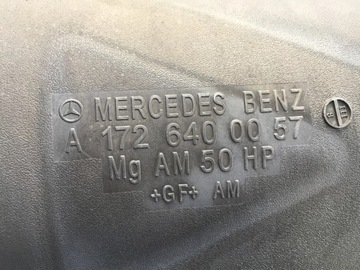 MERCEDES BENZ
A 172 640 00 57
Mg AM 50 HP
+GF+ AM